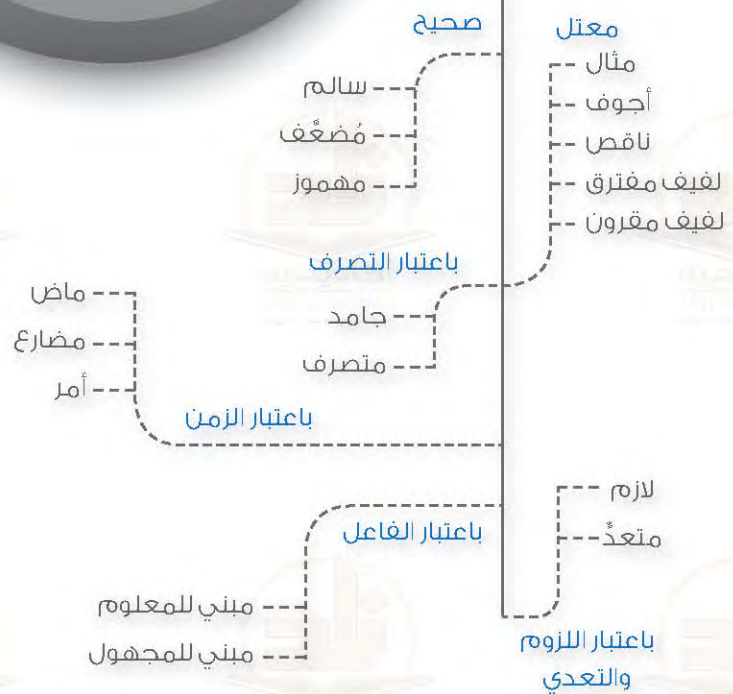 معتل
مثال
أجوف
ناقص
لفيف مفترق
لفيف مقرون
صحيح
سالم
مُضعَّف
مهموز
باعتبار التصرف
جامد
متصرف
باعتبار الزمن
ماض
مضارع
أمر
باعتبار الفاعل
مبني للمعلوم
مبني للمجهول
لازم
متعدٍّ
باعتبار اللزوم
والتعدي